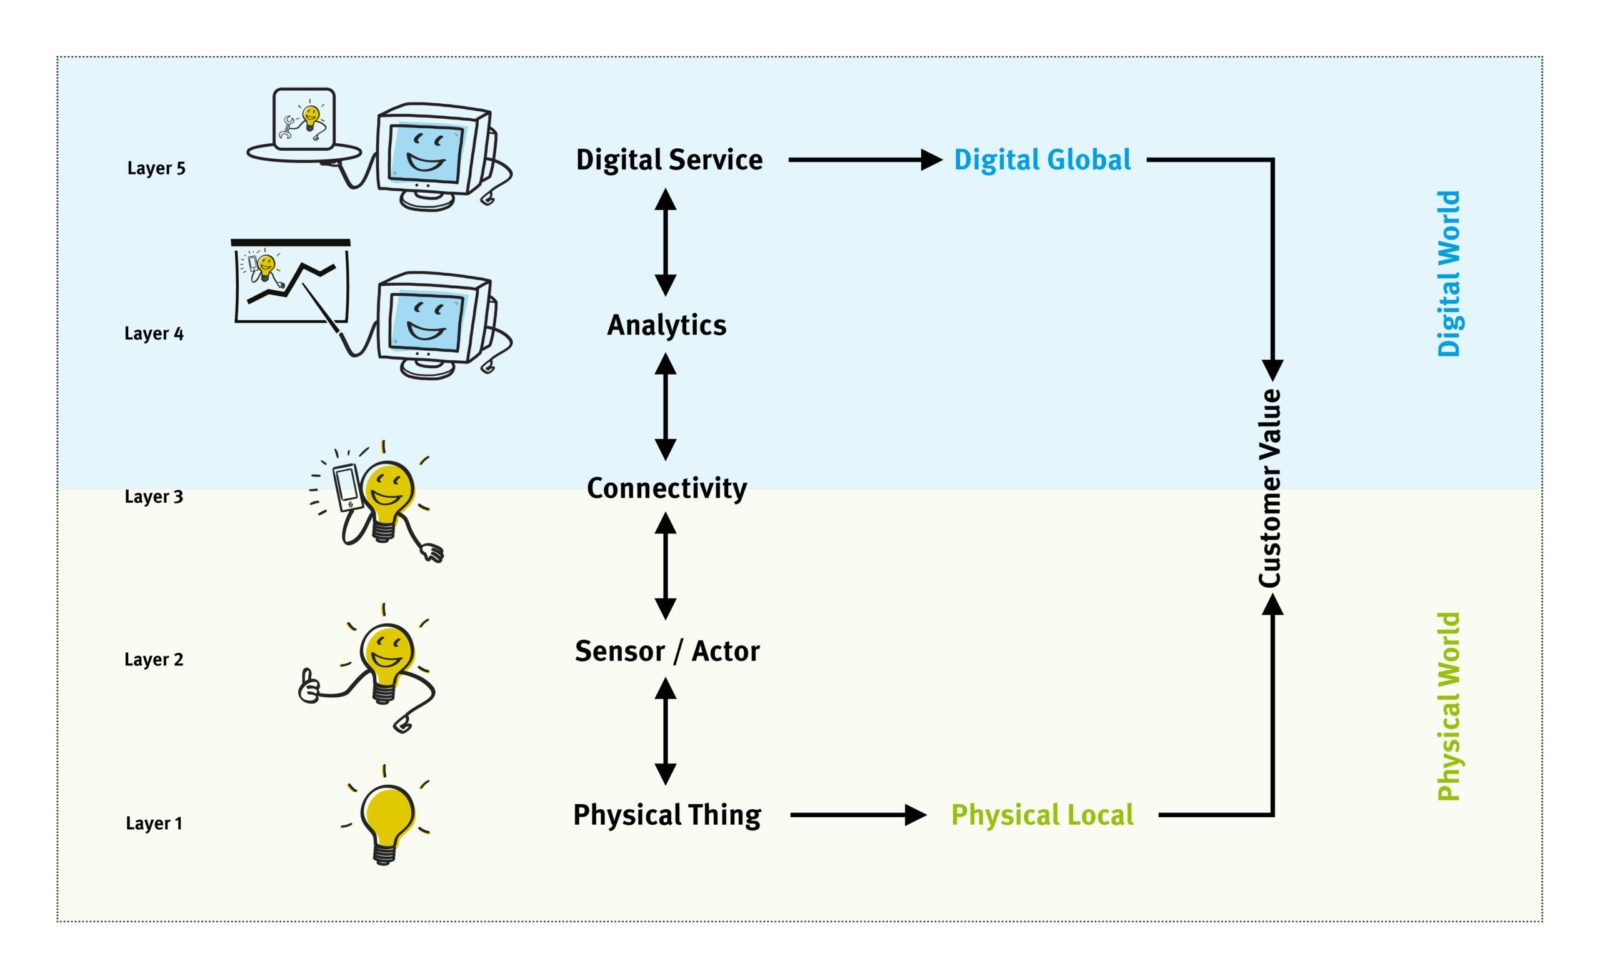 Layer 5
Digital Service
Digital Global
Layer 4
Analytics
Digital World
Layer 3
Connectivity
Customer Value
Layer 2
Sensor / Actor
Physical World
Layer 1
Physical Thing
Physical Local